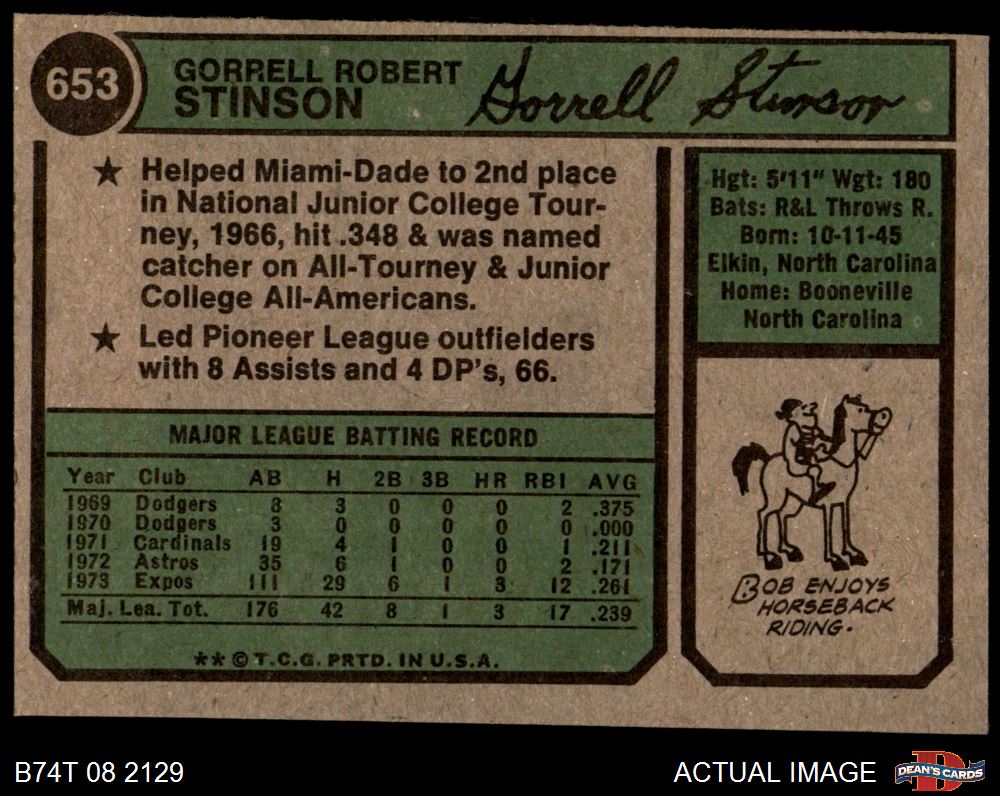 653
GORRELL ROBERT
STINSON
Gorrell Stinson
★ Helped Miami-Dade to 2nd place
in National Junior College Tour-
ney, 1966, hit .348 & was named
catcher on All-Tourney & Junior
College All-Americans.
★ Led Pioneer League outfielders
with 8 Assists and 4 DP's, 66.
Hgt: 5'11" Wgt: 180
Bats: R&L Throws R.
Born: 10-11-45
Elkin, North Carolina
Home: Booneville
North Carolina
MAJOR LEAGUE BATTING RECORD
Year Club AB H 2B 3B HR RBI AVG
1969 Dodgers 8 3 0 0 0 2 .375
1970 Dodgers 3 0 0 0 0 0 .000
1971 Cardinals 19 4 1 0 0 1 .211
1972 Astros 35 6 1 0 0 2 .171
1973 Expos 111 29 6 1 3 12 .261
Maj. Lea. Tot. 176 42 8 1 3 17 .239
** © T.C.G. PRTD. IN U.S.A.
BOB ENJOYS
HORSEBACK
RIDING.
B74T 08 2129
ACTUAL IMAGE
D
DEAN'S CARDS